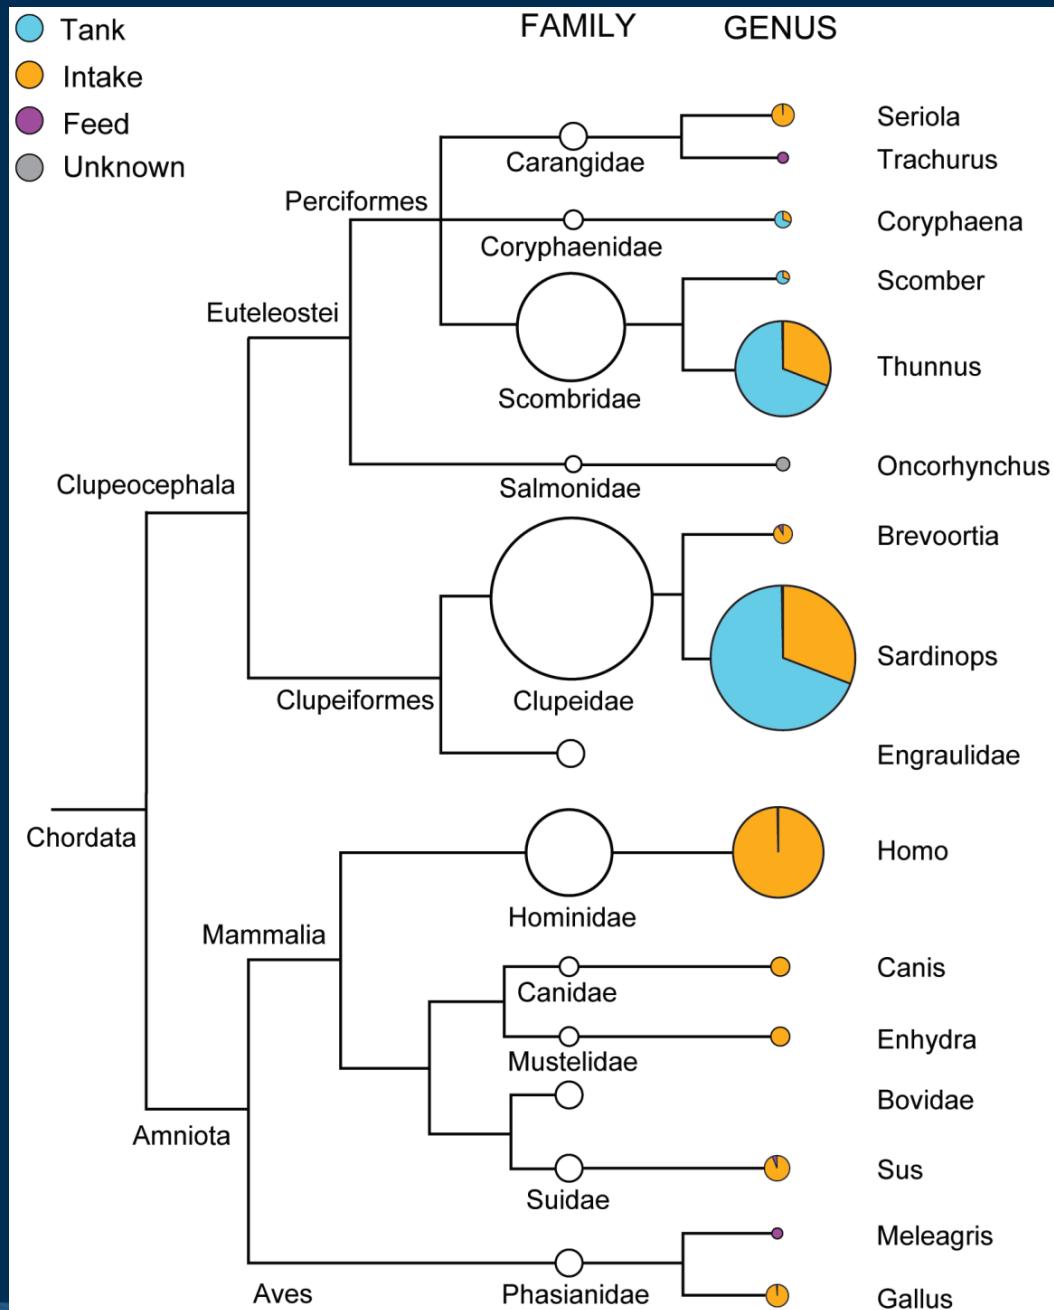 Tank
Intake
Feed
Unknown
FAMILY GENUS
Seriola
Carangidae
Trachurus
Perciformes
Coryphaenidae
Coryphaena
Scomber
Euteleostei
Thunnus
Scombridae
Clupeocephala
Salmonidae
Oncorhynchus
Brevoortia
Sardinops
Clupeiformes
Clupeidae
Engraulidae
Chordata
Homo
Hominidae
Mammalia
Canis
Canidae
Enhydra
Mustelidae
Bovidae
Amniota
Sus
Suidae
Meleagris
Aves
Phasianidae
Gallus